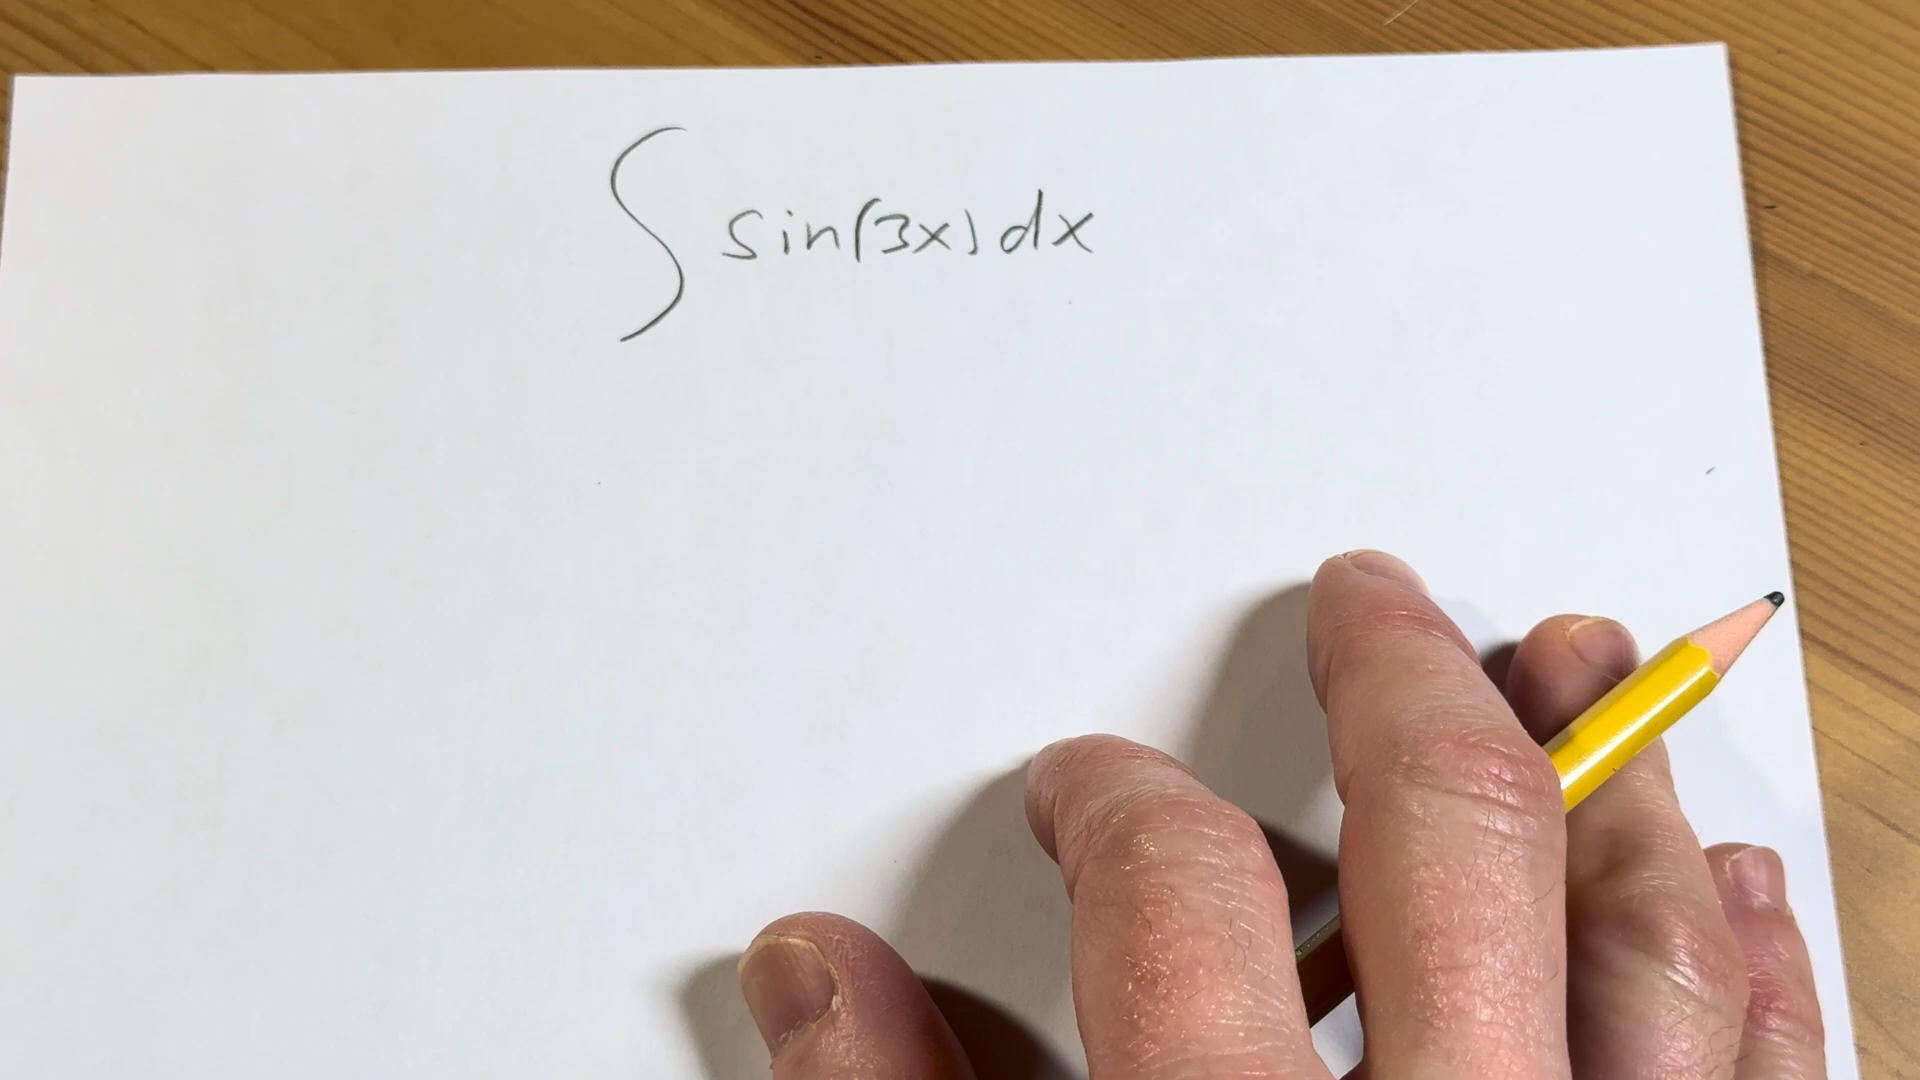 ∫ sin(3x) dx